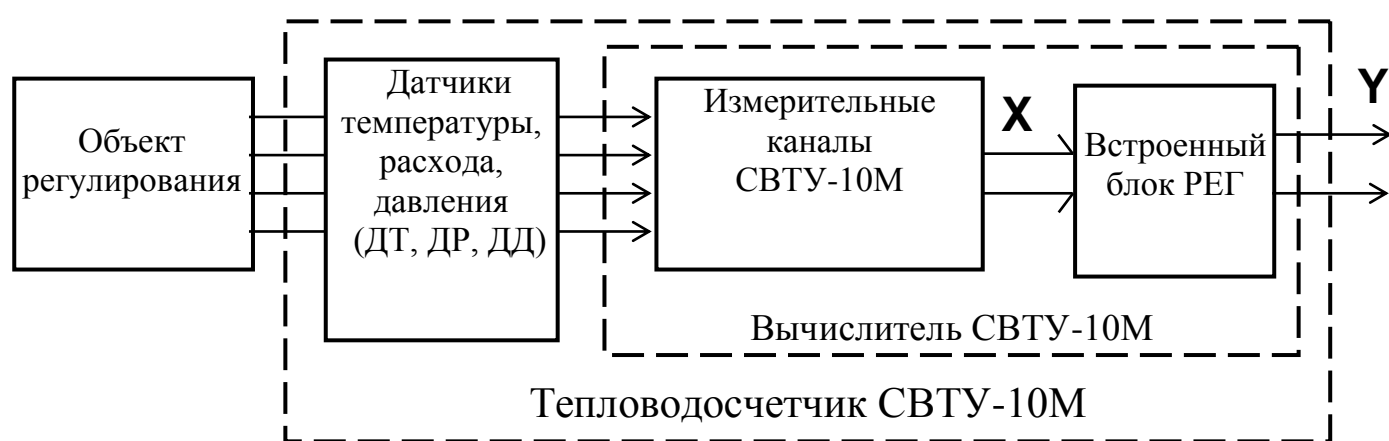 Объект
регулирования
Датчики
температуры,
расхода,
давления
(ДТ, ДР, ДД)
Измерительные
каналы
СВТУ-10М
X
Встроенный
блок РЕГ
Y
Вычислитель СВТУ-10М
Тепловодосчетчик СВТУ-10М